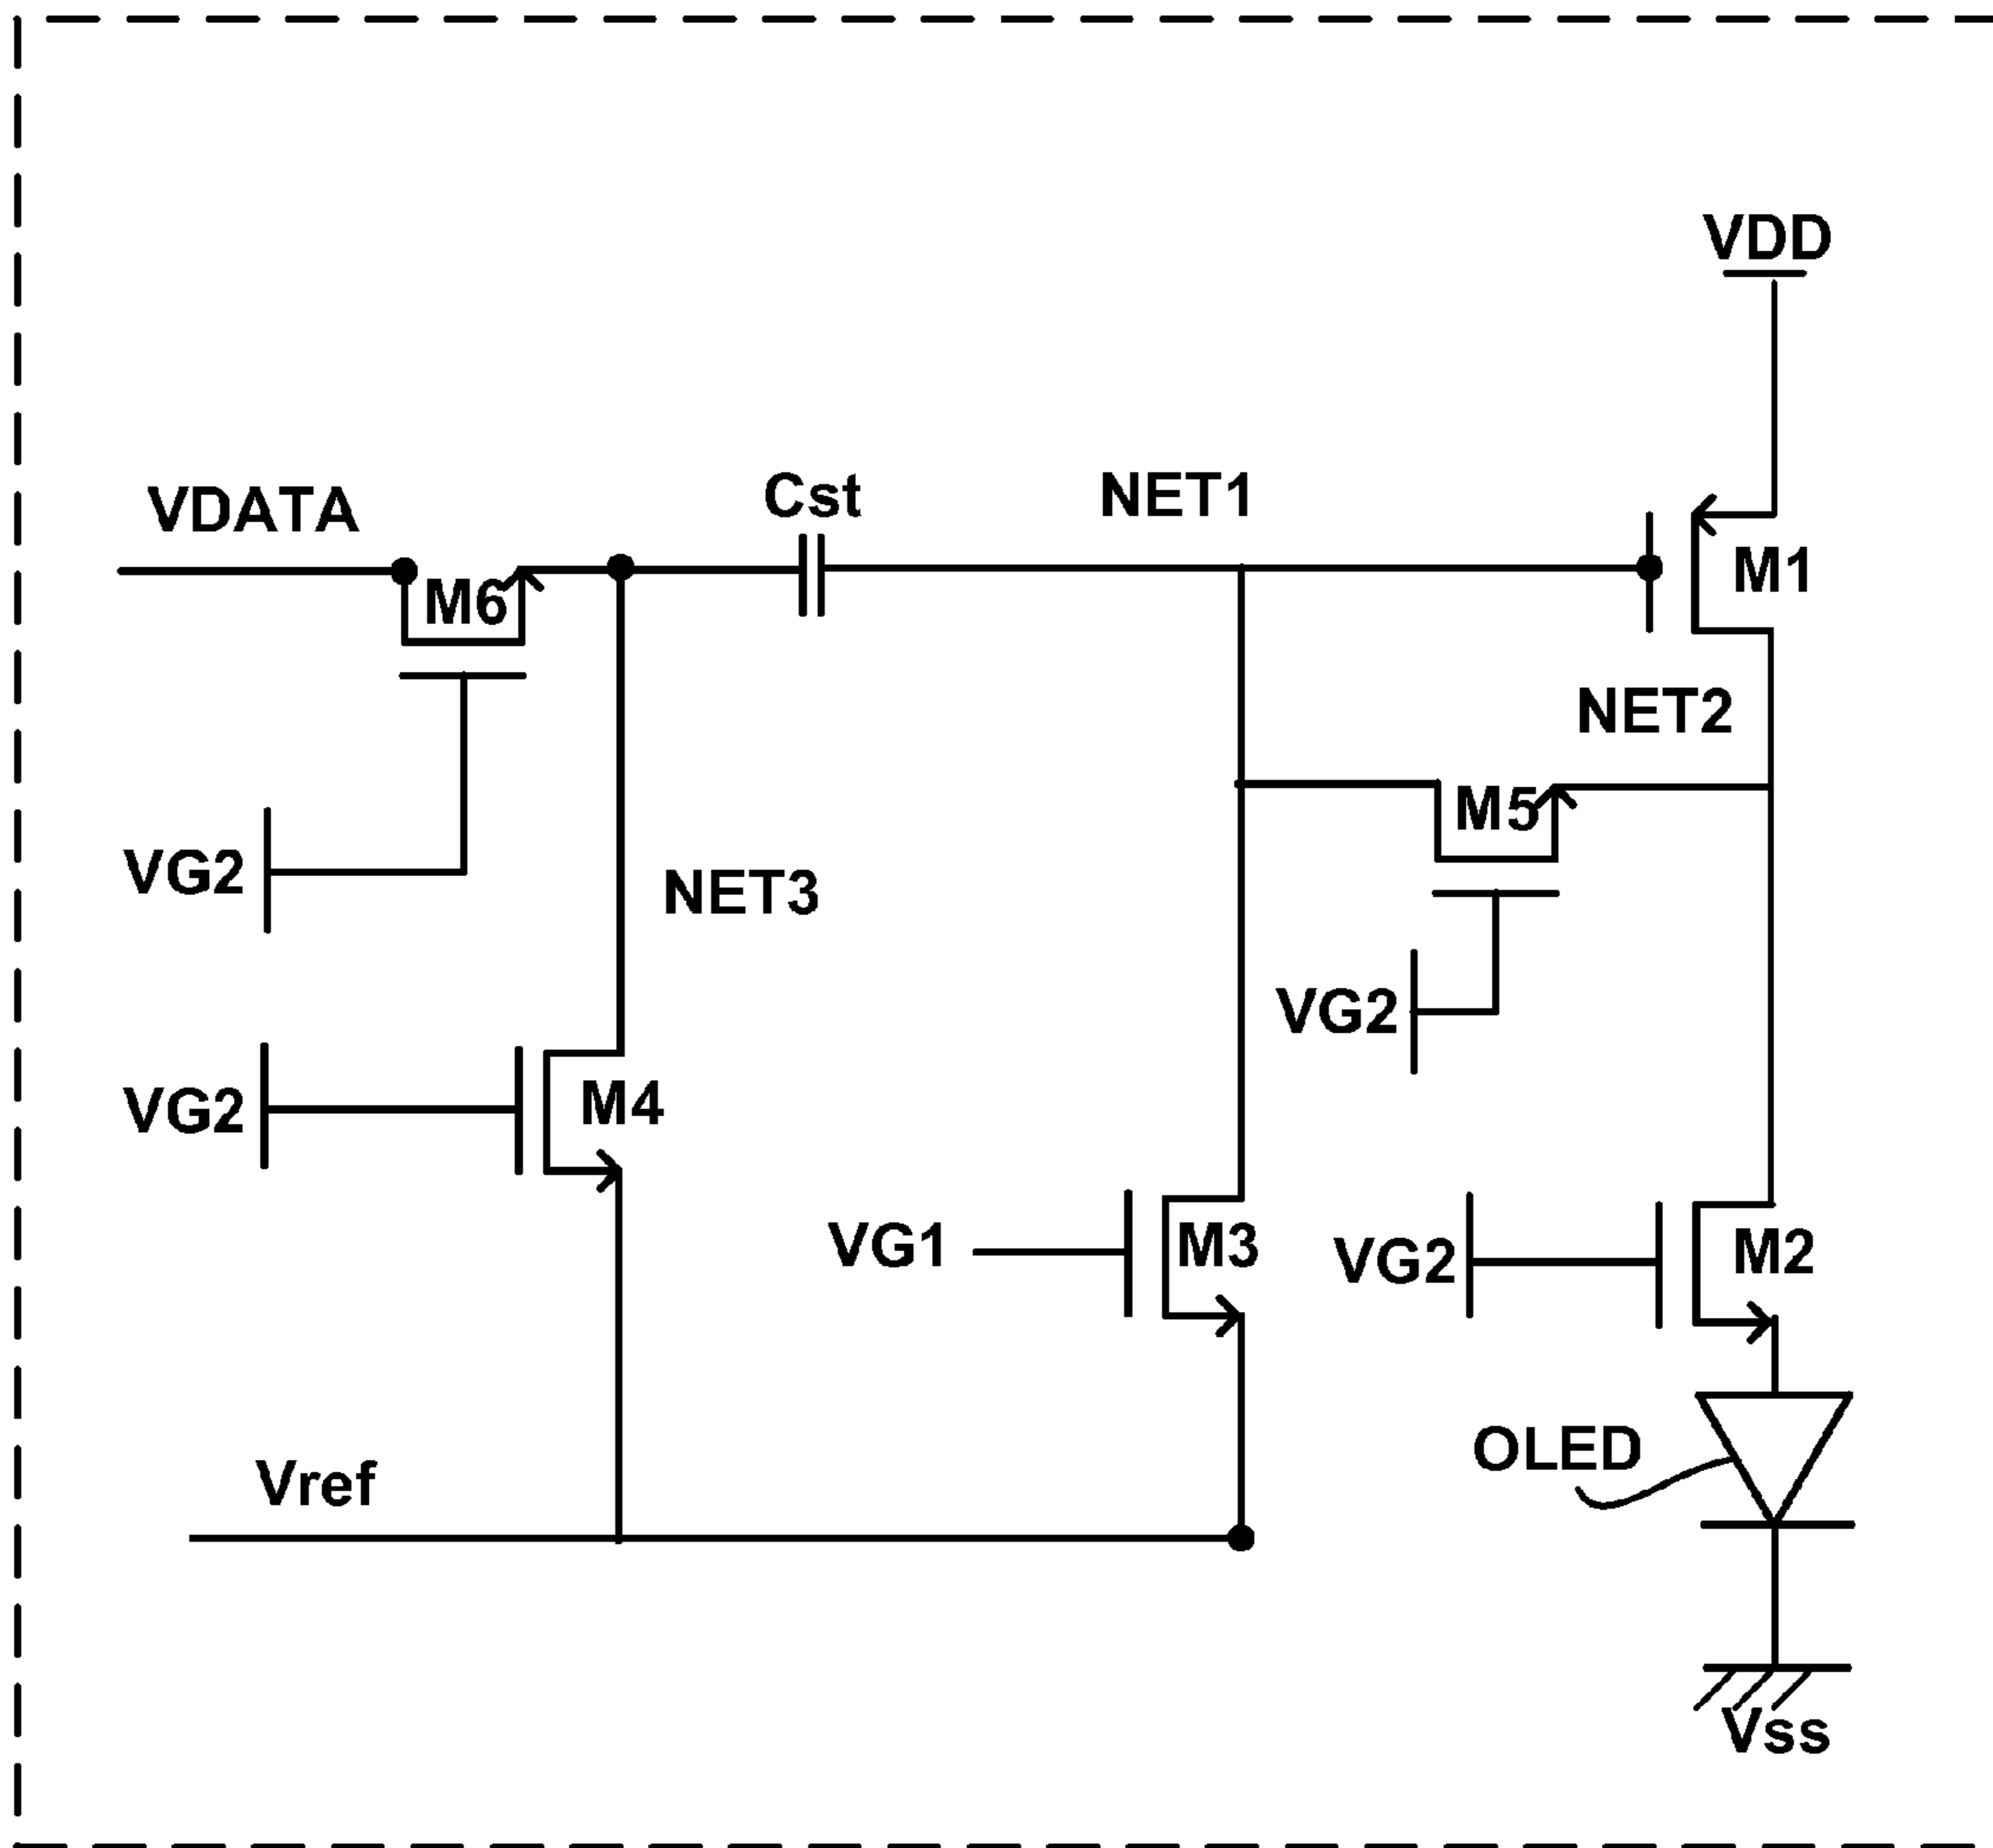 VDD
VDATA
Cst
NET1
M1
M6
NET2
M5
VG2
NET3
VG2
VG2
M4
VG1
M3
VG2
M2
OLED
Vref
Vss